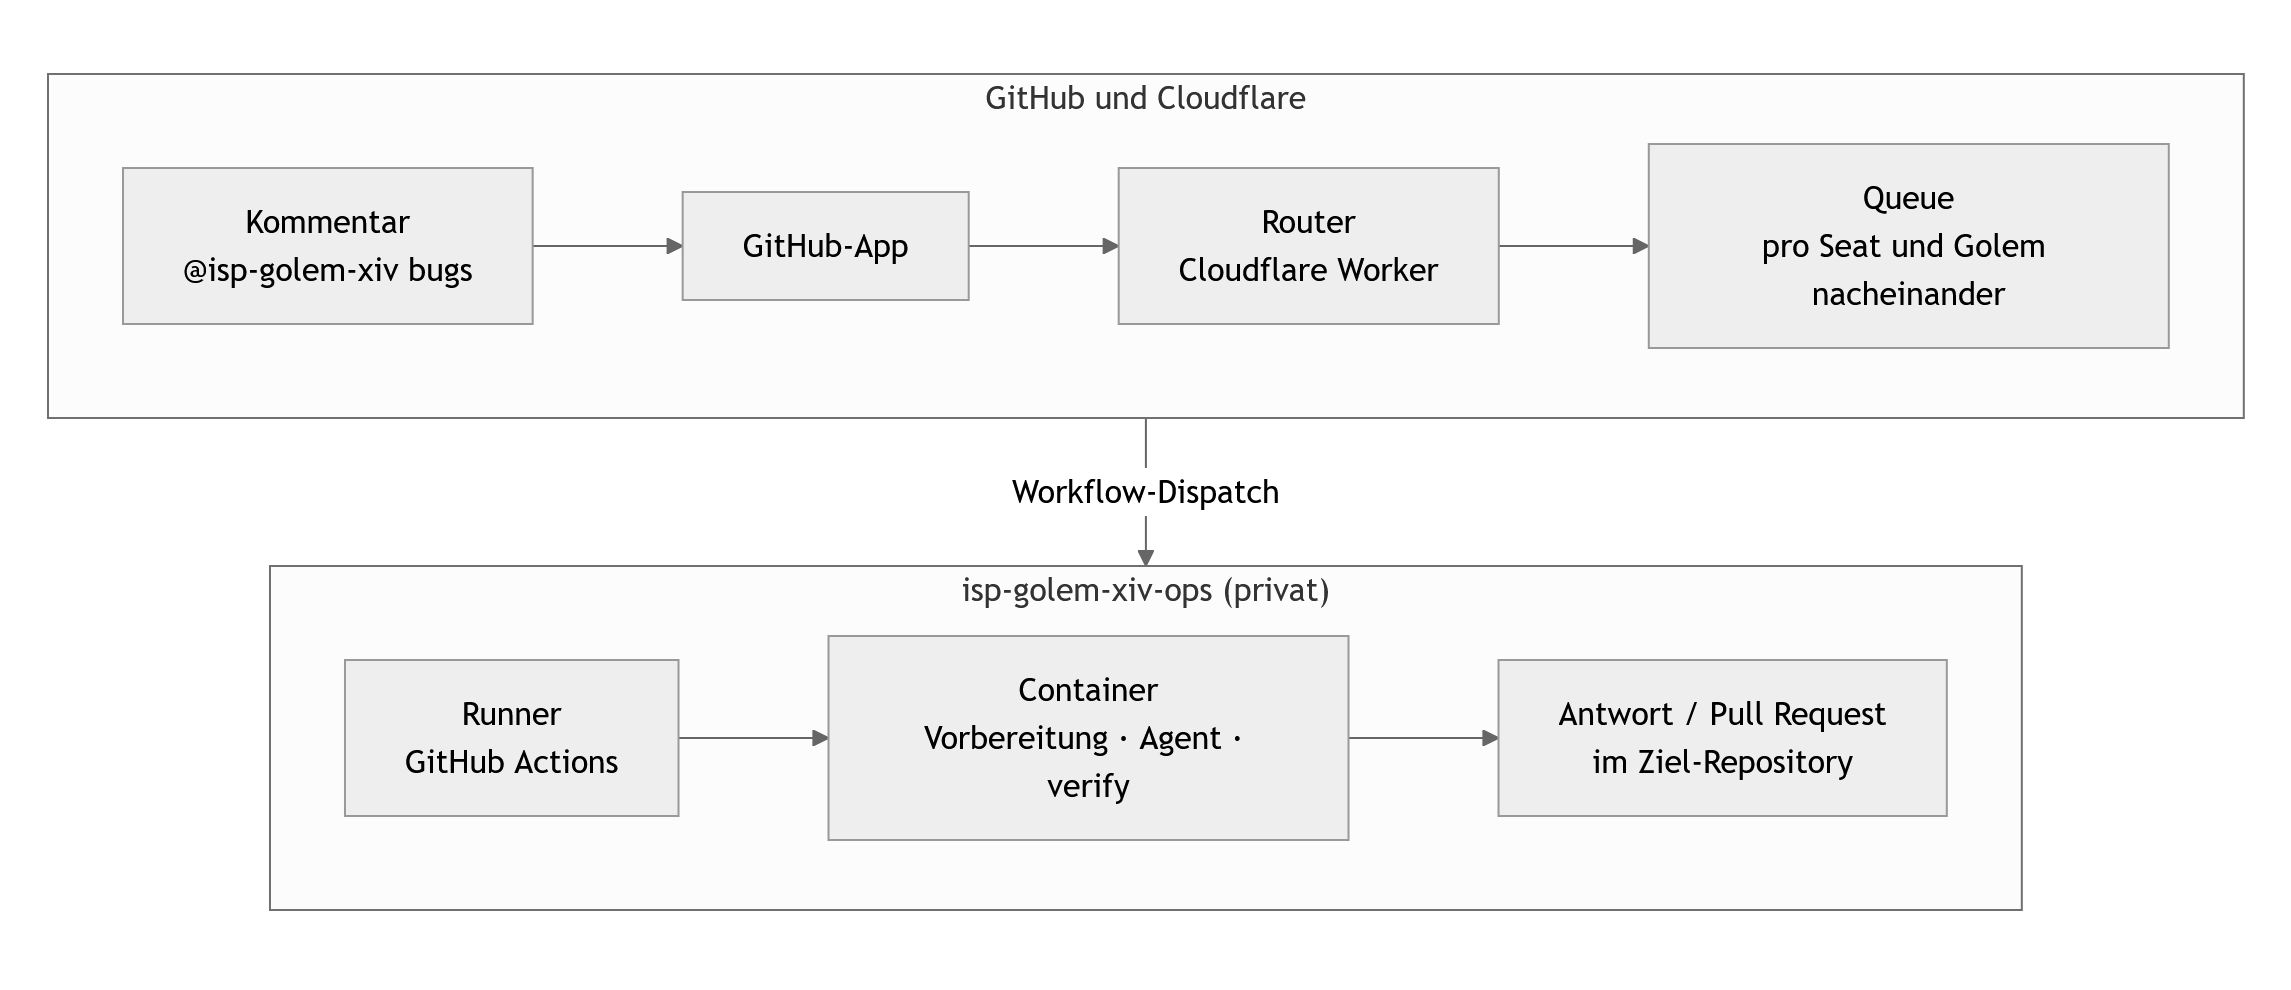 GitHub und Cloudflare
Kommentar
@isp-golem-xiv bugs
GitHub-App
Router
Cloudflare Worker
Queue
pro Seat und Golem
nacheinander
Workflow-Dispatch
isp-golem-xiv-ops (privat)
Runner
GitHub Actions
Container
Vorbereitung · Agent ·
verify
Antwort / Pull Request
im Ziel-Repository